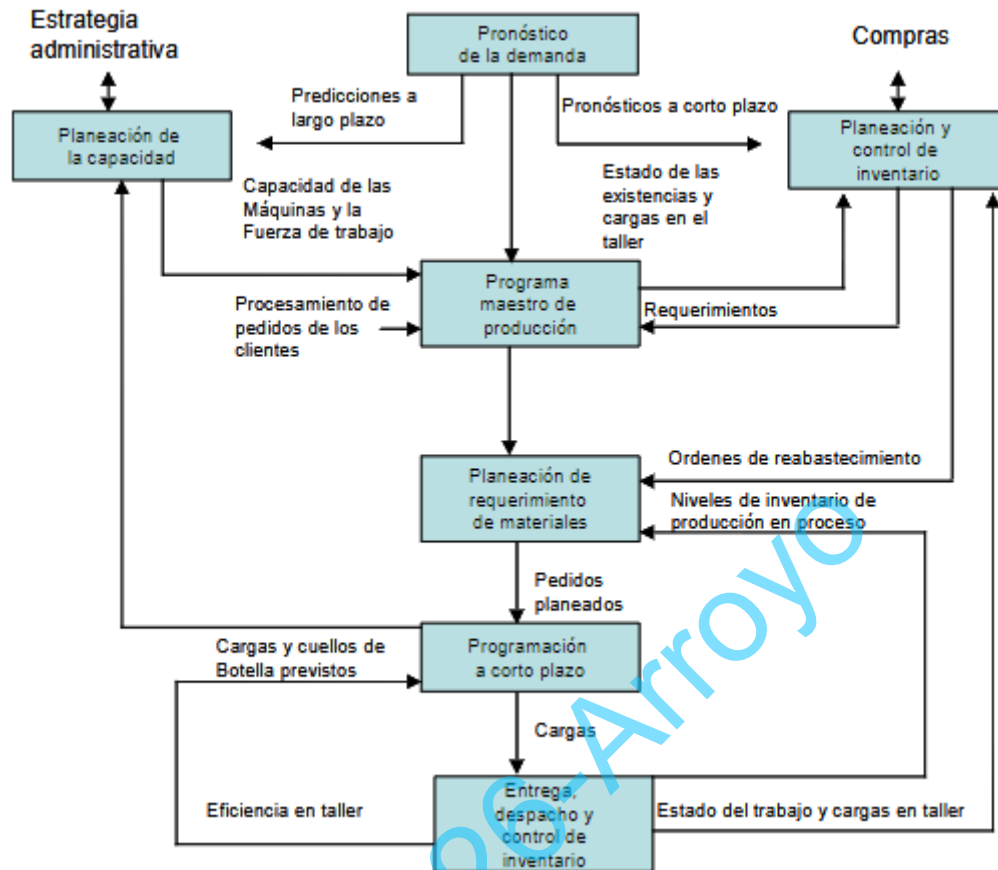 Estrategia
administrativa
Pronóstico
de la demanda
Compras
Predicciones a
largo plazo
Pronósticos a corto plazo
Planeación de
la capacidad
Planeación y
control de
inventario
Capacidad de las
Máquinas y la
Fuerza de trabajo
Estado de las
existencias y
cargas en el
taller
Programa
maestro de
producción
Procesamiento de
pedidos de los
clientes
Requerimientos
Planeación de
requerimiento
de materiales
Ordenes de reabastecimiento
Niveles de inventario de
producción en proceso
Pedidos
planeados
Cargas y cuellos de
Botella previstos
Programación
a corto plazo
Cargas
Eficiencia en taller
Entrega,
despacho y
control de
inventario
Estado del trabajo y cargas en taller